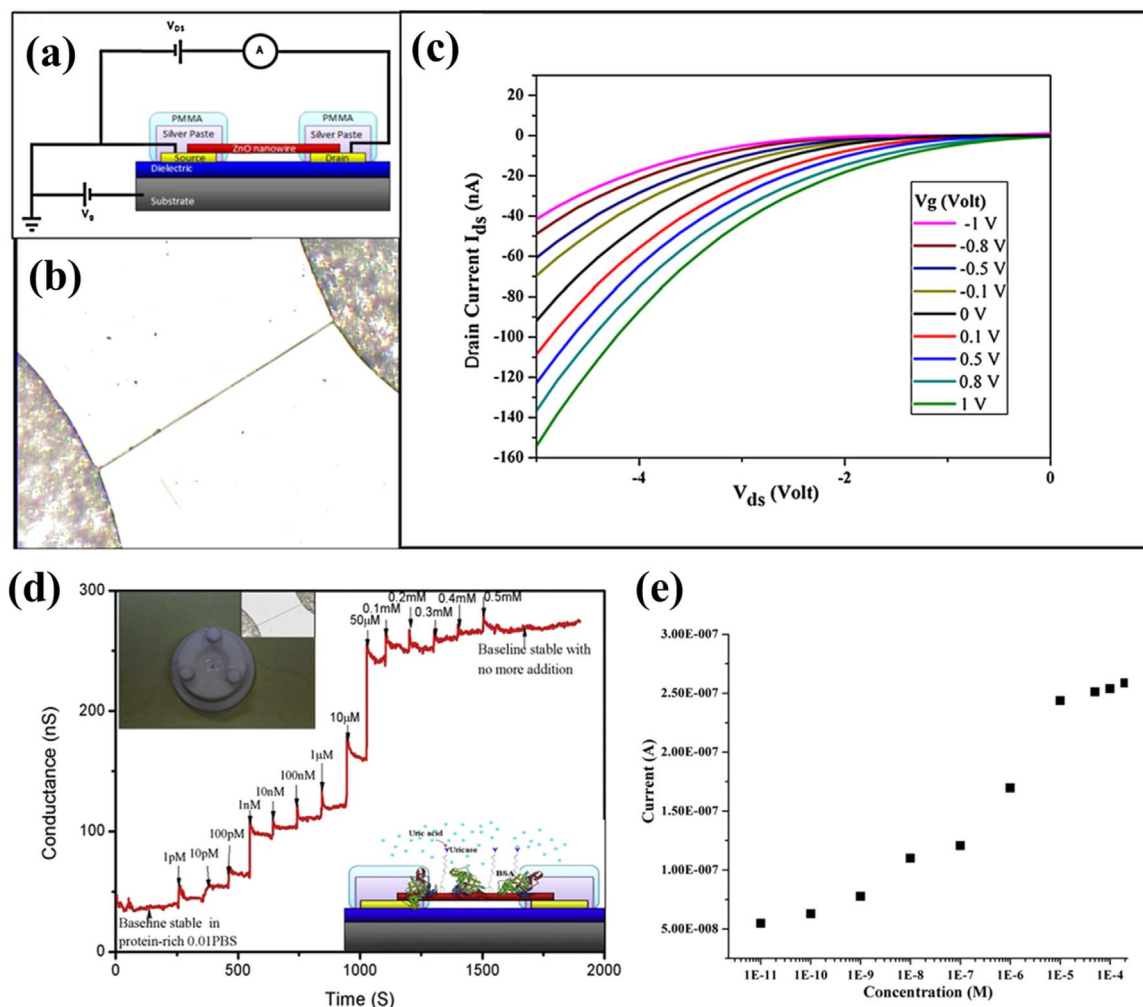 (a)
V_DS
A
PMMA
PMMA
Silver Paste
Silver Paste
ZnO nanowire
Source
Drain
Dielectric
V_g
Substrate
(b)
(c)
20
0
-20
-40
-60
-80
-100
-120
-140
-160
Drain Current I_ds (nA)
Vg (Volt)
-1 V
-0.8 V
-0.5 V
-0.1 V
0 V
0.1 V
0.5 V
0.8 V
1 V
-4
-2
0
V_ds (Volt)
(d)
300
200
100
0
Conductance (nS)
1pM
10pM
100pM
1nM
10nM
100nM
1μM
10μM
50μM
0.1mM
0.2mM
0.3mM
0.4mM
0.5mM
Baseline stable with
no more addition
Baseline stable in
protein-rich 0.01PBS
Uric acid
Uricase
BSA
0
500
1000
1500
2000
Time (S)
(e)
3.00E-007
2.50E-007
2.00E-007
1.50E-007
1.00E-007
5.00E-008
Current (A)
1E-11
1E-10
1E-9
1E-8
1E-7
1E-6
1E-5
1E-4
Concentration (M)